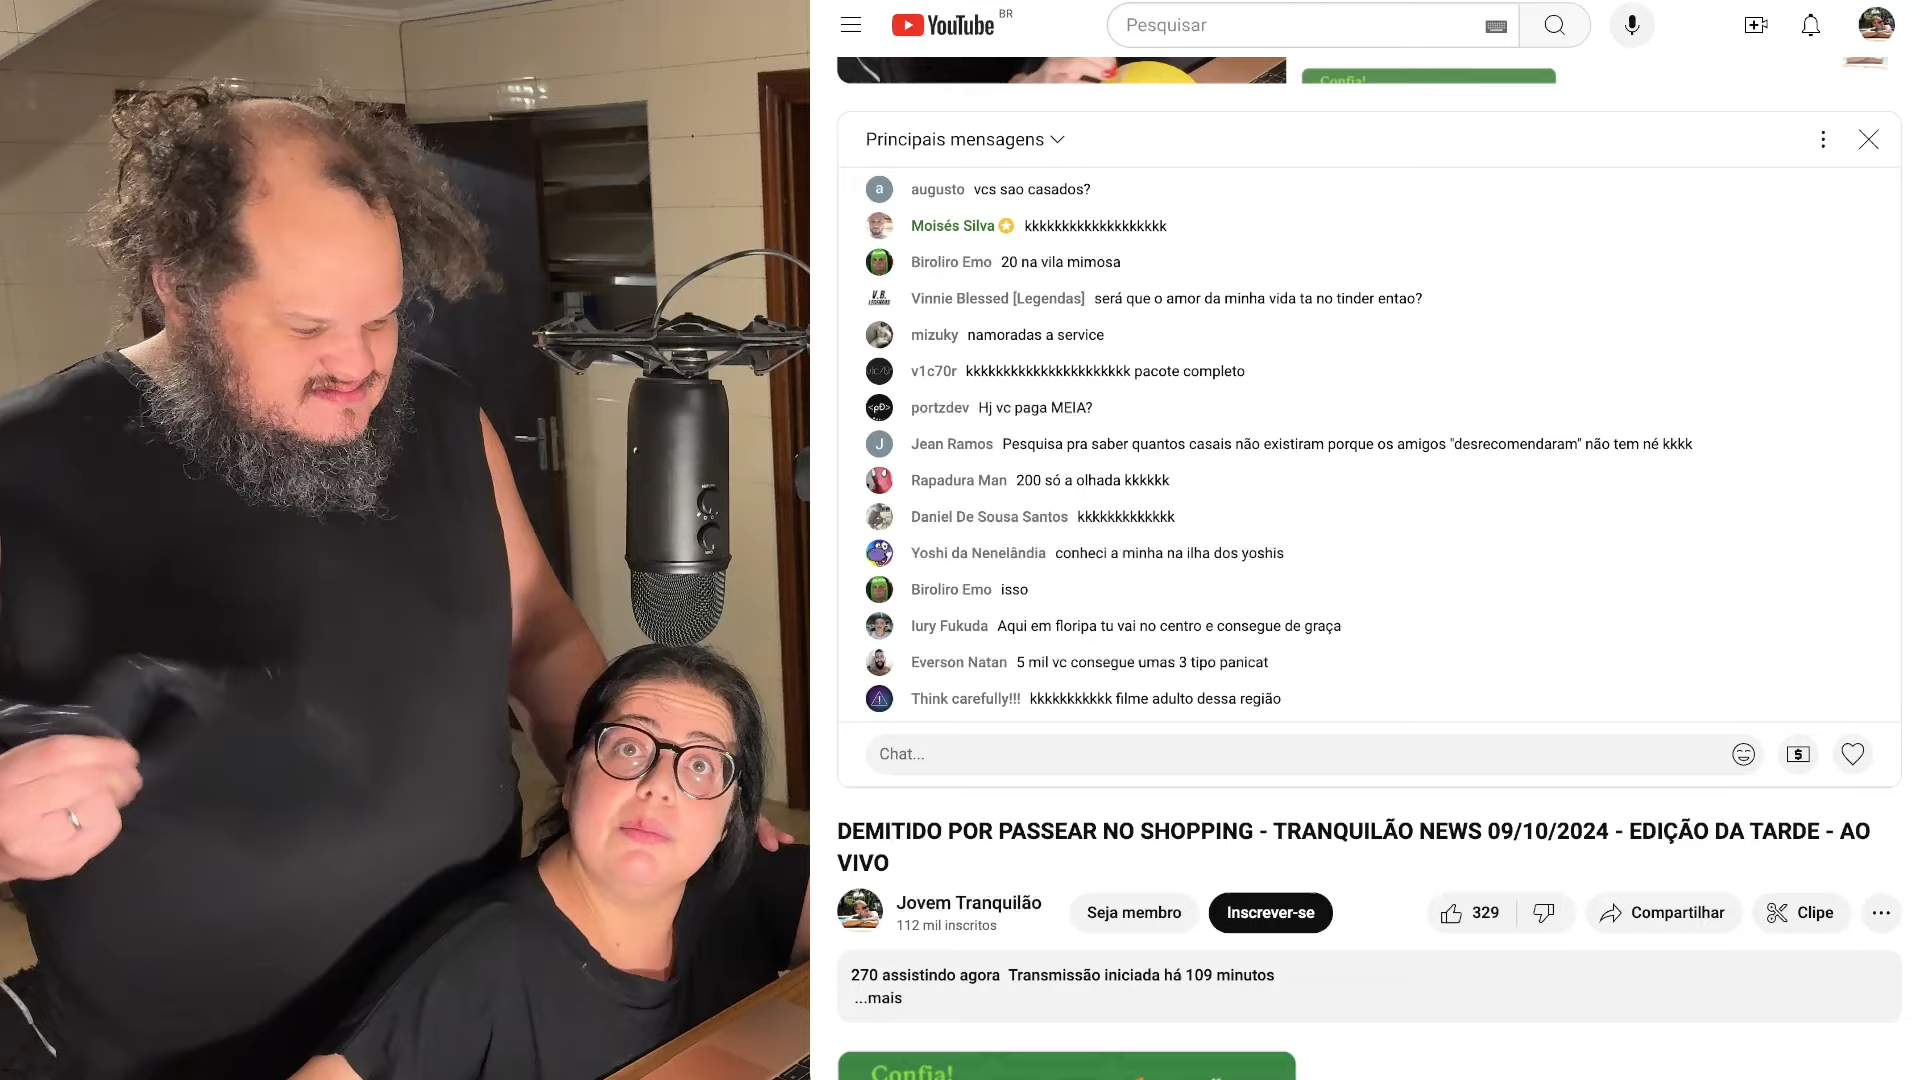 YouTube BR
Pesquisar
Confia!
Principais mensagens
a augusto vcs sao casados?
Moisés Silva kkkkkkkkkkkkkkkkkkk
Biroliro Emo 20 na vila mimosa
V.B. LEGENDAS Vinnie Blessed [Legendas] será que o amor da minha vida ta no tinder entao?
mizuky namoradas a service
v1c70r kkkkkkkkkkkkkkkkkkkkkk pacote completo
<pD> portzdev Hj vc paga MEIA?
J Jean Ramos Pesquisa pra saber quantos casais não existiram porque os amigos "desrecomendaram" não tem né kkkk
Rapadura Man 200 só a olhada kkkkkk
Daniel De Sousa Santos kkkkkkkkkkkkk
Yoshi da Nenelândia conheci a minha na ilha dos yoshis
Biroliro Emo isso
Iury Fukuda Aqui em floripa tu vai no centro e consegue de graça
Everson Natan 5 mil vc consegue umas 3 tipo panicat
Think carefully!!! kkkkkkkkkkk filme adulto dessa região
Chat...
DEMITIDO POR PASSEAR NO SHOPPING - TRANQUILÃO NEWS 09/10/2024 - EDIÇÃO DA TARDE - AO
VIVO
Jovem Tranquilão
112 mil inscritos
Seja membro
Inscrever-se
329
Compartilhar
Clipe
270 assistindo agora Transmissão iniciada há 109 minutos
...mais
Confia!